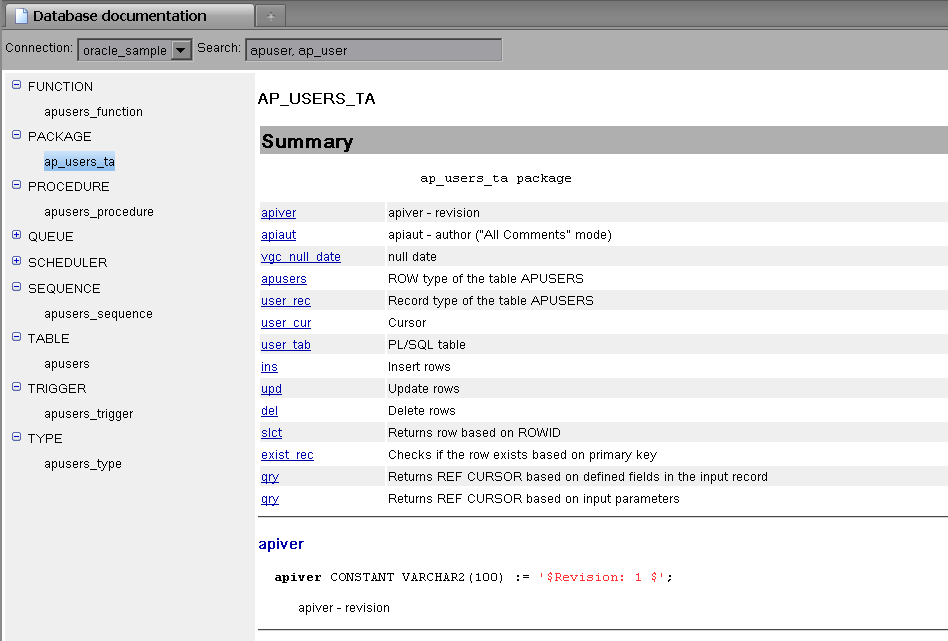 Database documentation
Connection: oracle_sample Search: apuser, ap_user
FUNCTION
apusers_function
PACKAGE
ap_users_ta
PROCEDURE
apusers_procedure
QUEUE
SCHEDULER
SEQUENCE
apusers_sequence
TABLE
apusers
TRIGGER
apusers_trigger
TYPE
apusers_type
AP_USERS_TA
Summary
ap_users_ta package
apiver apiver - revision
apiaut apiaut - author ("All Comments" mode)
vgc_null_date null date
apusers ROW type of the table APUSERS
user_rec Record type of the table APUSERS
user_cur Cursor
user_tab PL/SQL table
ins Insert rows
upd Update rows
del Delete rows
slct Returns row based on ROWID
exist_rec Checks if the row exists based on primary key
qry Returns REF CURSOR based on defined fields in the input record
qry Returns REF CURSOR based on input parameters
apiver
apiver CONSTANT VARCHAR2(100) := '$Revision: 1 $';
apiver - revision